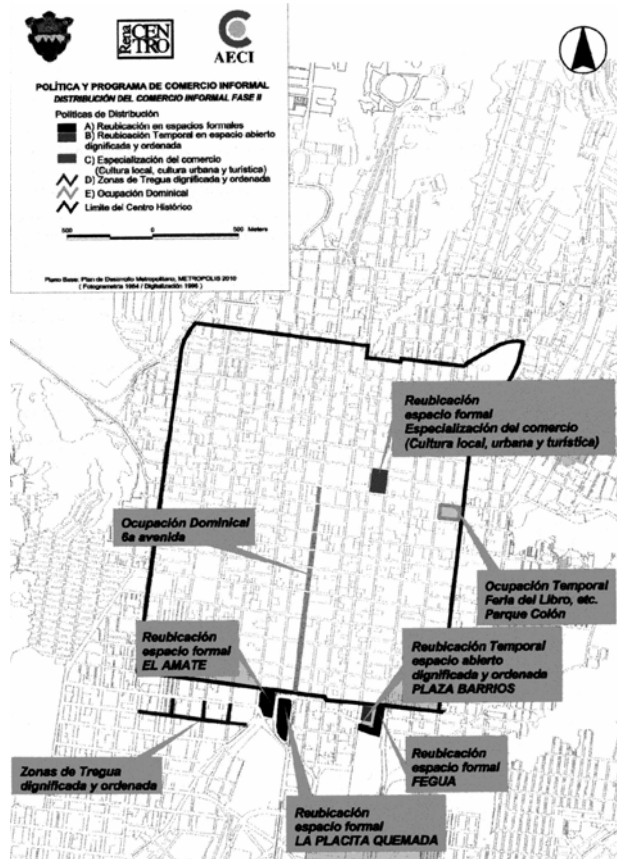 Rena
CENTRO
AECI
POLÍTICA Y PROGRAMA DE COMERCIO INFORMAL
DISTRIBUCIÓN DEL COMERCIO INFORMAL FASE II
Políticas de Distribución
A) Reubicación en espacios formales
B) Reubicación Temporal en espacio abierto
dignificada y ordenada
C) Especialización del comercio
(Cultura local, cultura urbana y turística)
D) Zonas de Tregua dignificada y ordenada
E) Ocupación Dominical
Limite del Centro Histórico
500 0 500 Meters
Plano Base: Plan de Desarrollo Metropolitano, METROPOLIS 2010
( Fotogrametría 1964 / Digitalización 1996 )
Reubicación
espacio formal
Especialización del comercio
(Cultura local, urbana y turística)
Ocupación Dominical
6a avenida
Ocupación Temporal
Feria del Libro, etc.
Parque Colón
Reubicación
espacio formal
EL AMATE
Reubicación Temporal
espacio abierto
dignificada y ordenada
PLAZA BARRIOS
Zonas de Tregua
dignificada y ordenada
Reubicación
espacio formal
FEGUA
Reubicación
espacio formal
LA PLACITA QUEMADA